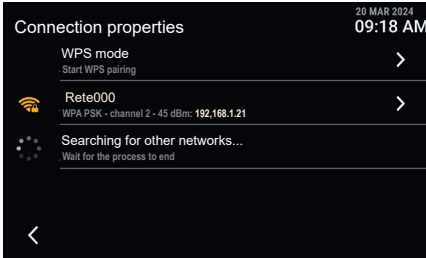 20 MAR 2024
Connection properties 09:18 AM
WPS mode
Start WPS pairing
Rete000
WPA PSK - channel 2 - 45 dBm: 192,168.1.21
Searching for other networks...
Wait for the process to end